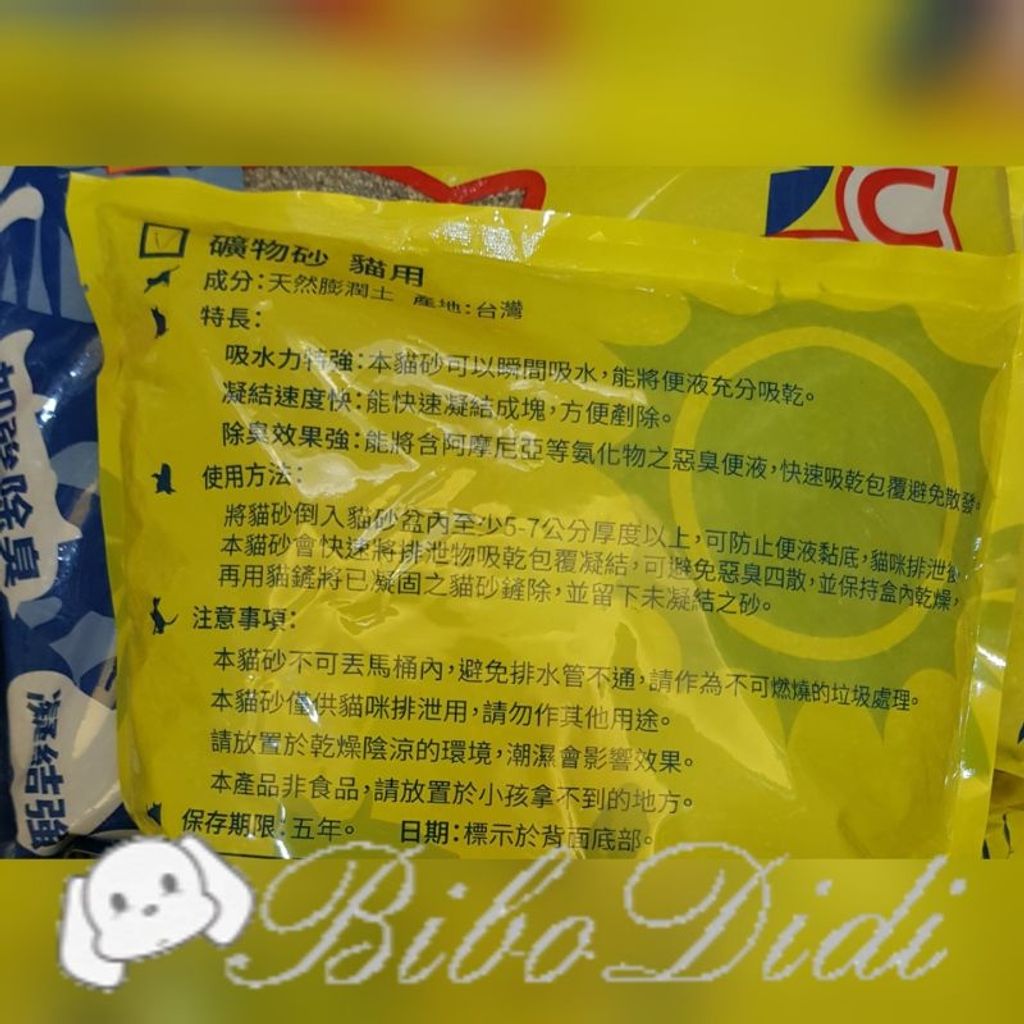 礦物砂 貓用
成分:天然膨潤土 產地:台灣
特長:
吸水力特強:本貓砂可以瞬間吸水,能將便液充分吸乾。
凝結速度快:能快速凝結成塊,方便剷除。
除臭效果強:能將含阿摩尼亞等氨化物之惡臭便液,快速吸乾包覆避免散發。
使用方法:
將貓砂倒入貓砂盆內至少5-7公分厚度以上,可防止便液黏底,貓咪排泄後
本貓砂會快速將排泄物吸乾包覆凝結,可避免惡臭四散,並保持盒內乾燥,
再用貓鏟將已凝固之貓砂鏟除,並留下未凝結之砂。
注意事項:
本貓砂不可丟馬桶內,避免排水管不通,請作為不可燃燒的垃圾處理。
本貓砂僅供貓咪排泄用,請勿作其他用途。
請放置於乾燥陰涼的環境,潮濕會影響效果。
本產品非食品,請放置於小孩拿不到的地方。
保存期限:五年。 日期:標示於背面底部。
除臭
凝結強
C
BiboDidi